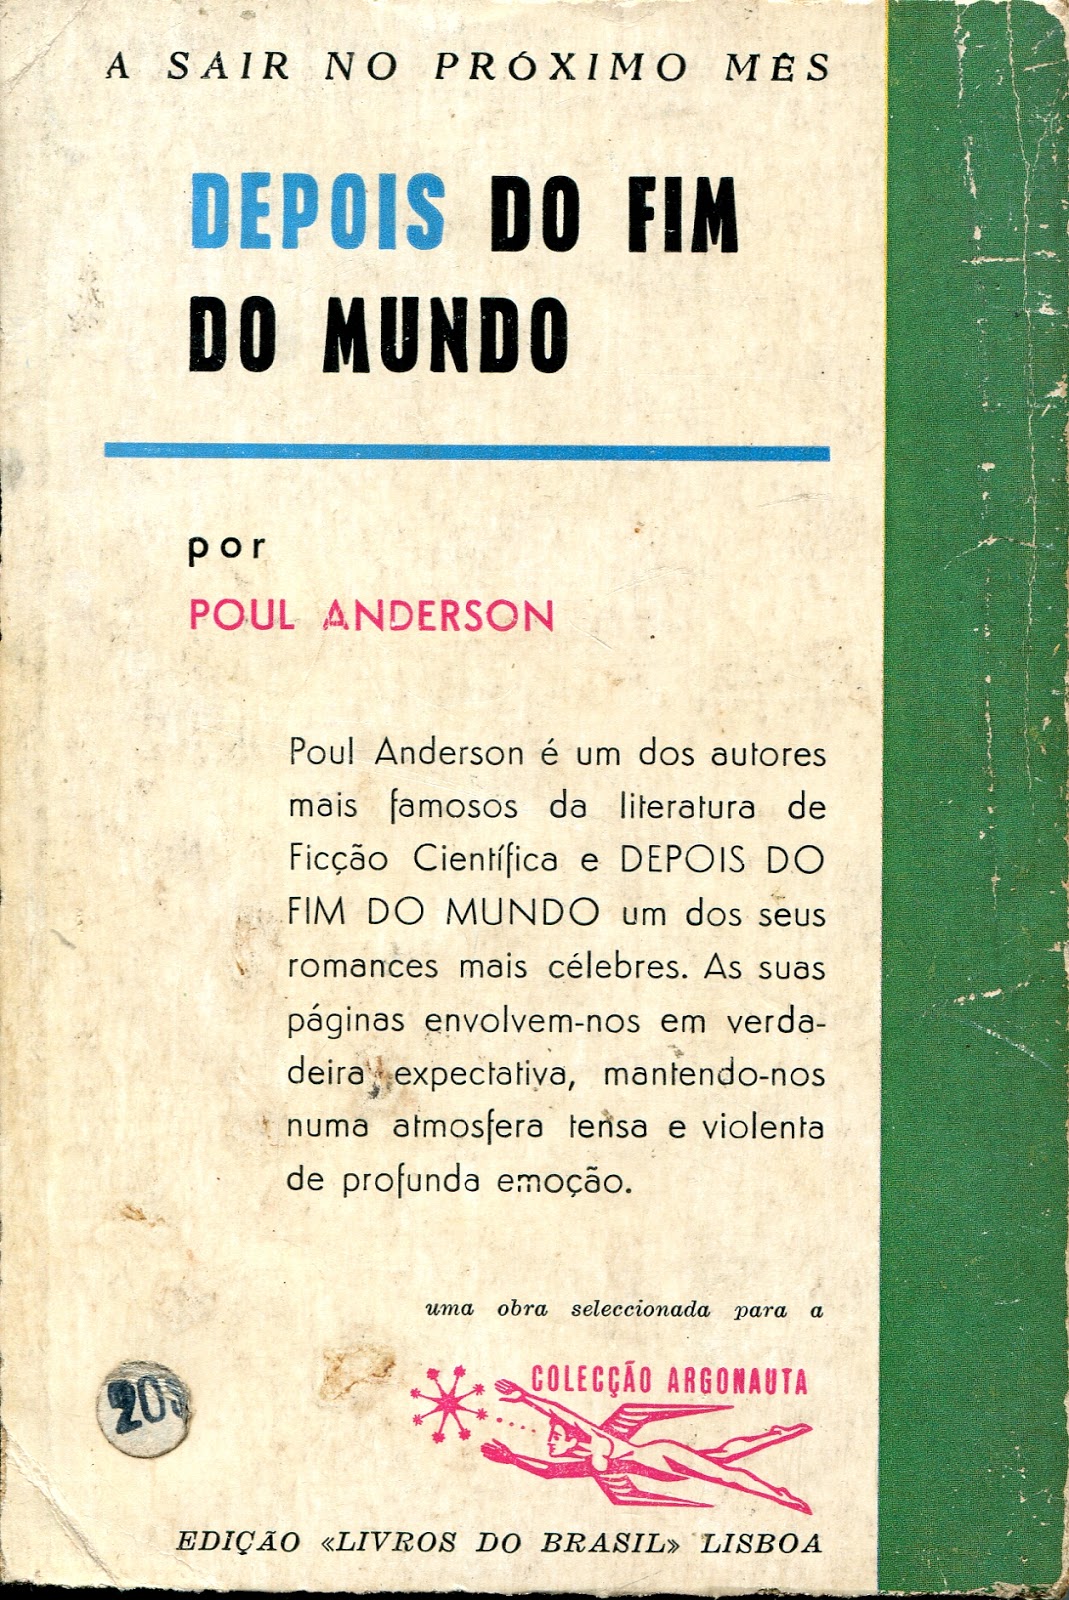 A SAIR NO PRÓXIMO MÊS
DEPOIS DO FIM
DO MUNDO
por
POUL ANDERSON
Poul Anderson é um dos autores
mais famosos da literatura de
Ficção Científica e DEPOIS DO
FIM DO MUNDO um dos seus
romances mais célebres. As suas
páginas envolvem-nos em verda-
deira expectativa, mantendo-nos
numa atmosfera tensa e violenta
de profunda emoção.
uma obra seleccionada para a
COLECÇÃO ARGONAUTA
EDIÇÃO «LIVROS DO BRASIL» LISBOA